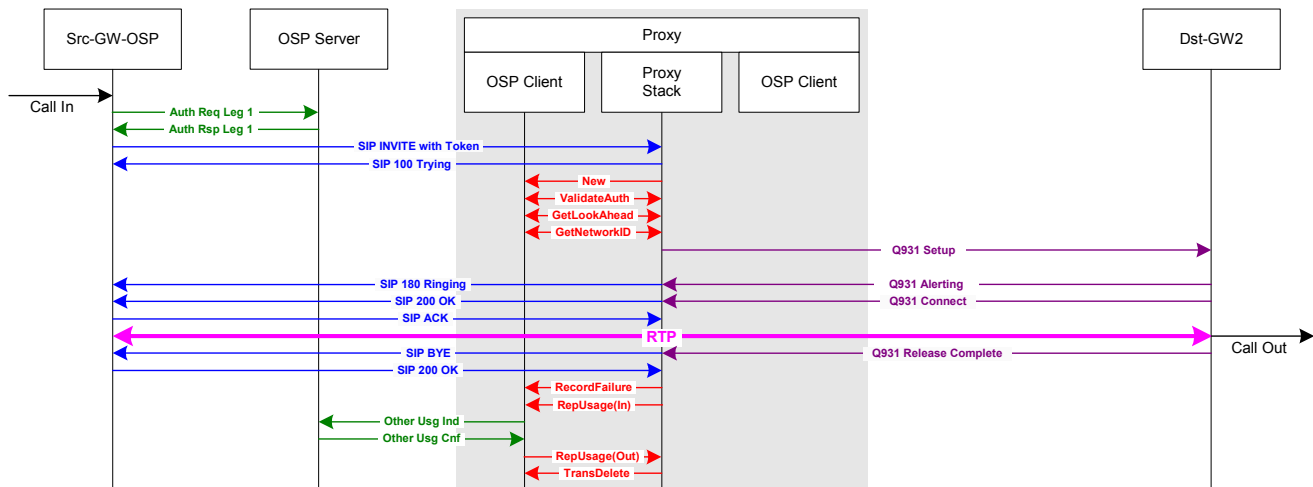 Proxy
Src-GW-OSP
OSP Server
Dst-GW2
OSP Client
Proxy
Stack
OSP Client
Call In
Auth Req Leg 1
Auth Rsp Leg 1
SIP INVITE with Token
SIP 100 Trying
New
ValidateAuth
GetLookAhead
GetNetworkID
Q931 Setup
SIP 180 Ringing
Q931 Alerting
SIP 200 OK
Q931 Connect
SIP ACK
RTP
Call Out
SIP BYE
Q931 Release Complete
SIP 200 OK
RecordFailure
RepUsage(In)
Other Usg Ind
Other Usg Cnf
RepUsage(Out)
TransDelete